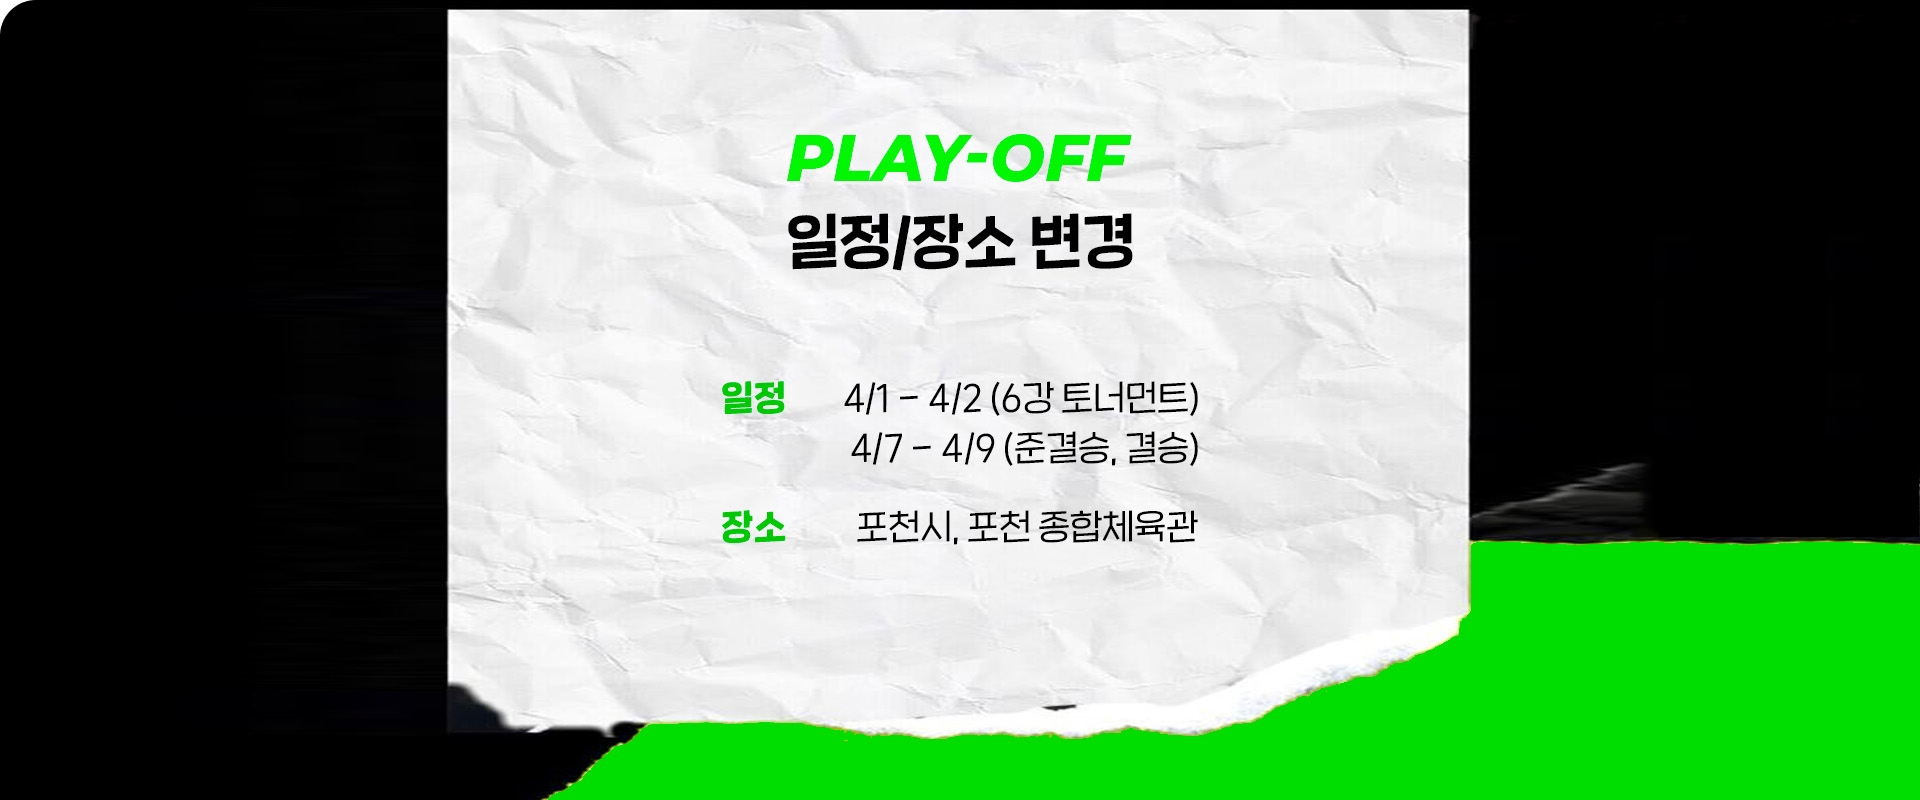 PLAY-OFF
일정/장소 변경
일정 4/1 - 4/2 (6강 토너먼트)
4/7 - 4/9 (준결승, 결승)
장소 포천시, 포천 종합체육관